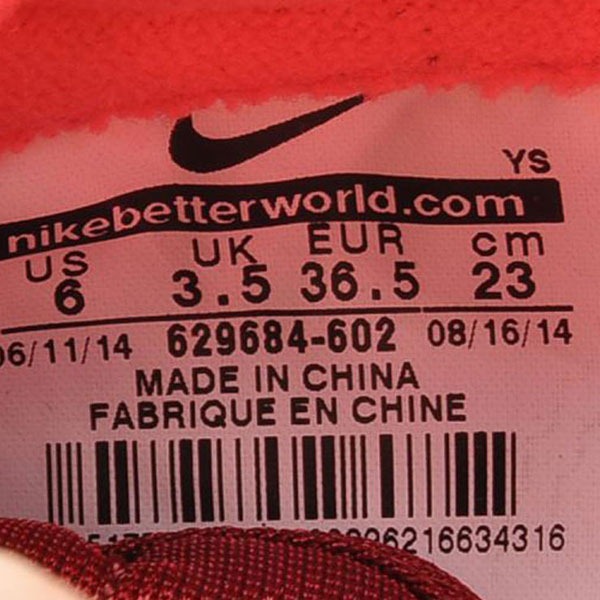 YS
nikebetterworld.com
US UK EUR cm
6 3.5 36.5 23
06/11/14 629684-602 08/16/14
MADE IN CHINA
FABRIQUE EN CHINE
6216634316